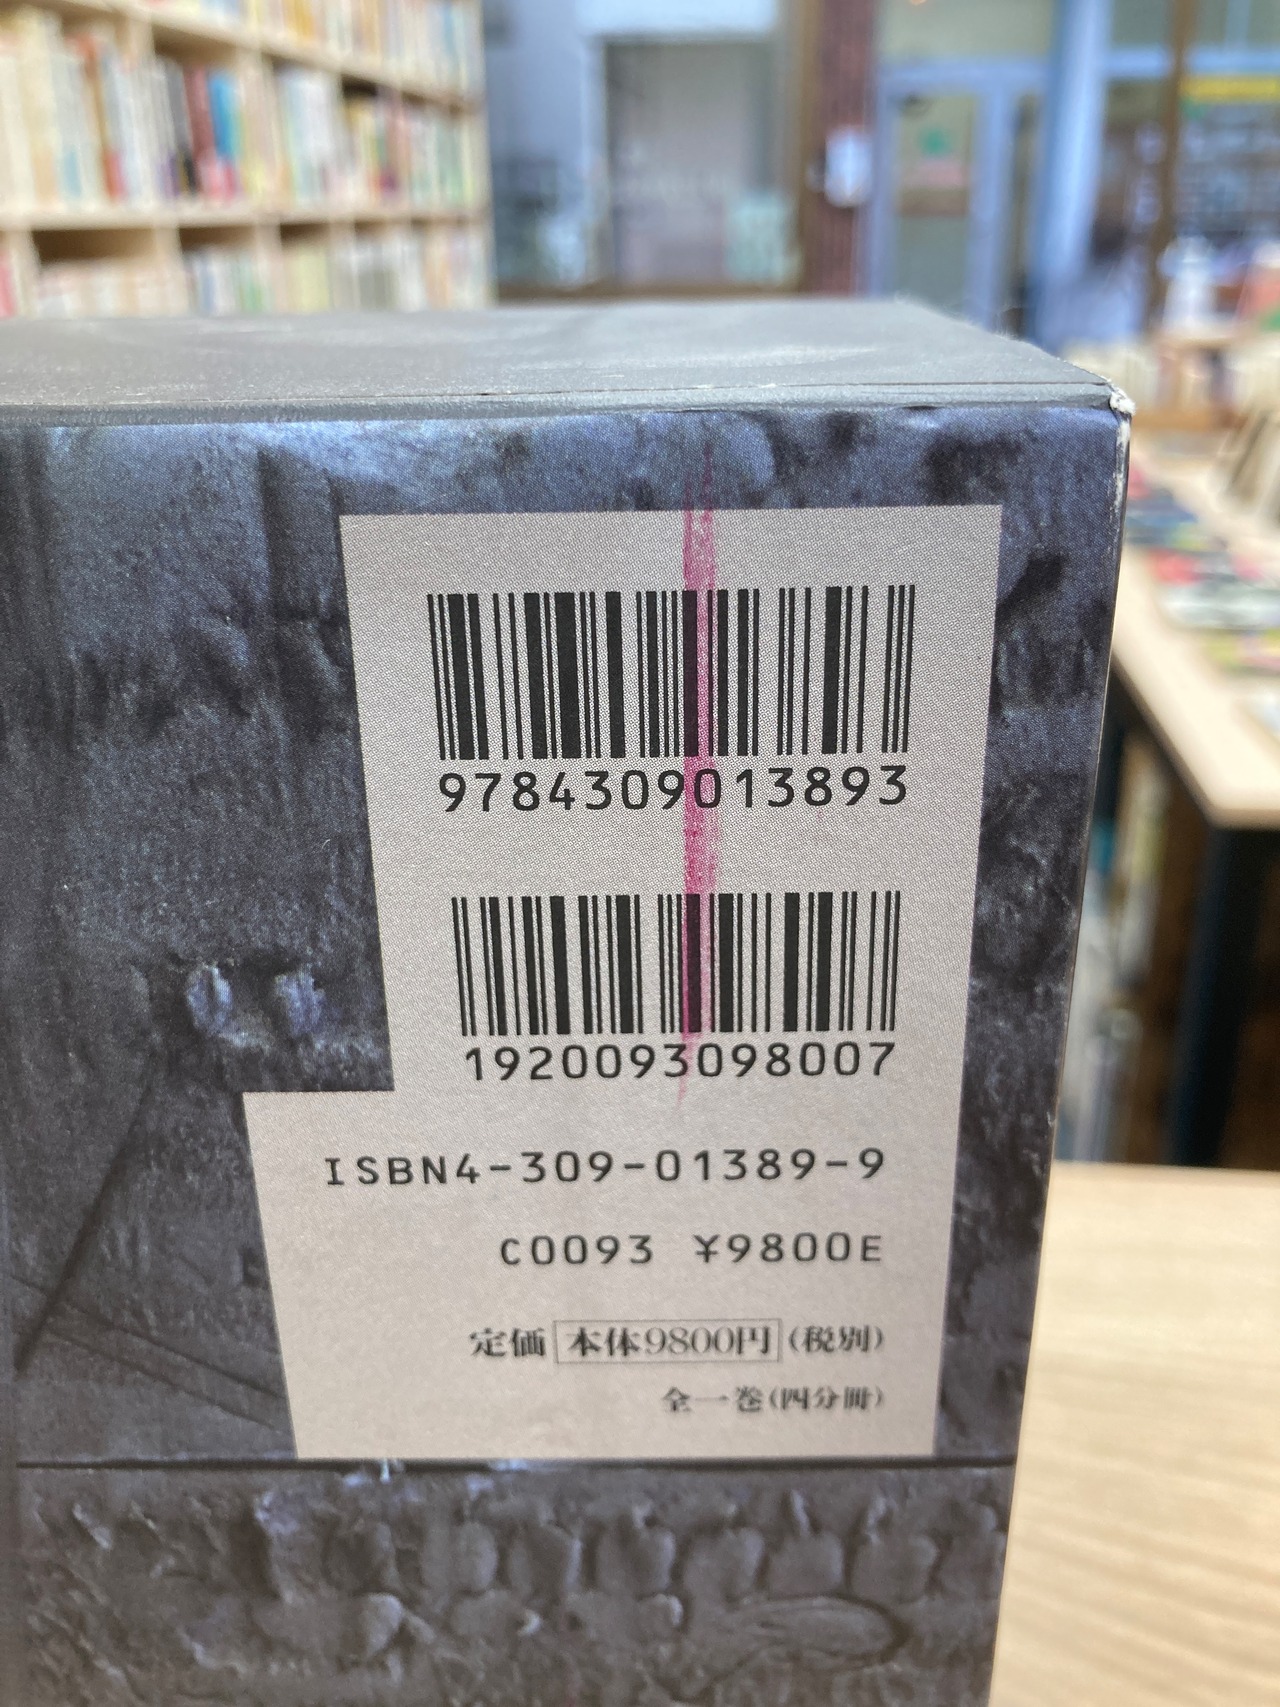 9784309013893
1920093098007
ISBN4-309-01389-9
C0093 ¥9800E
定価 本体9800円 (税別)
全一巻(四分冊)